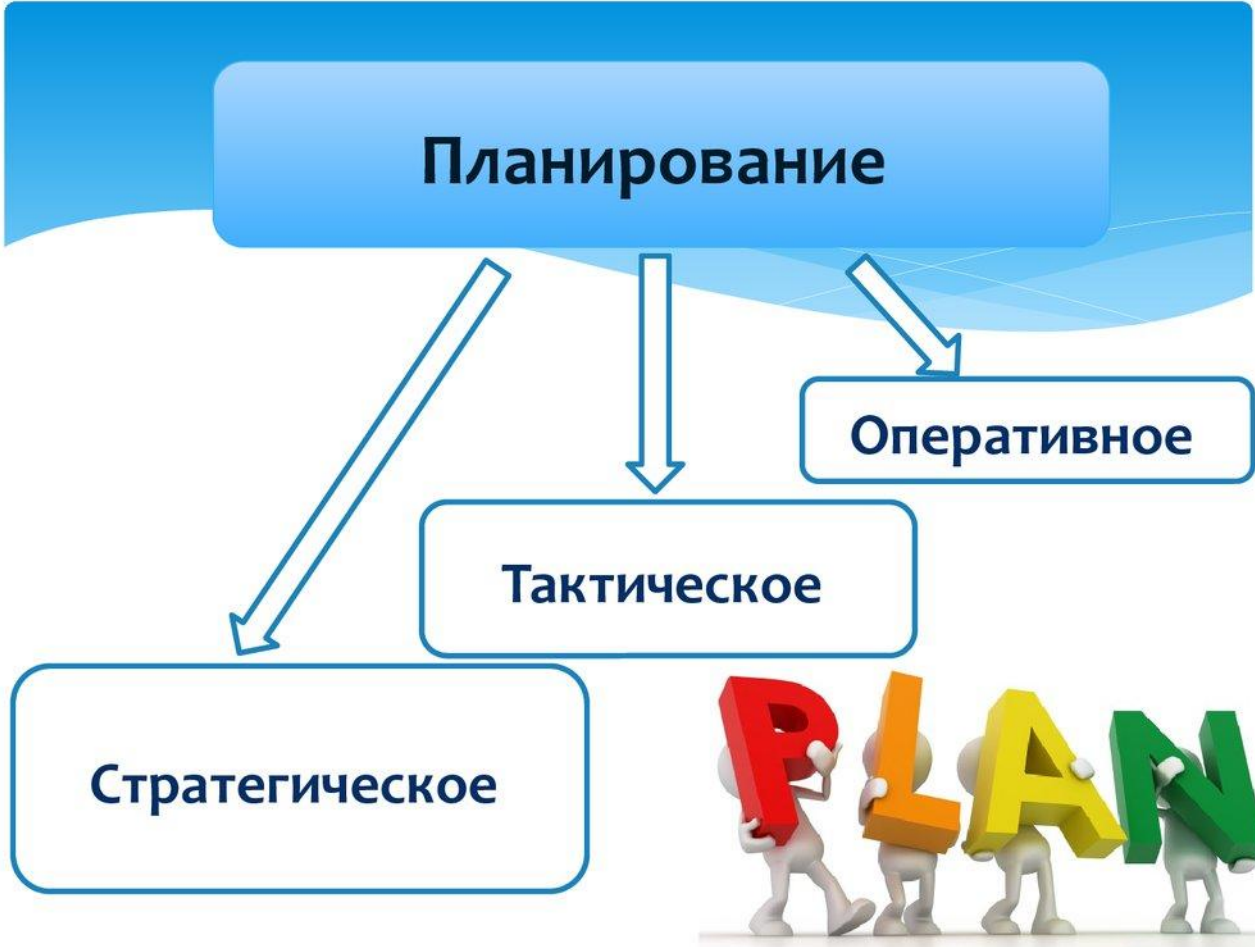 Планирование
Оперативное
Тактическое
Стратегическое
PLAN